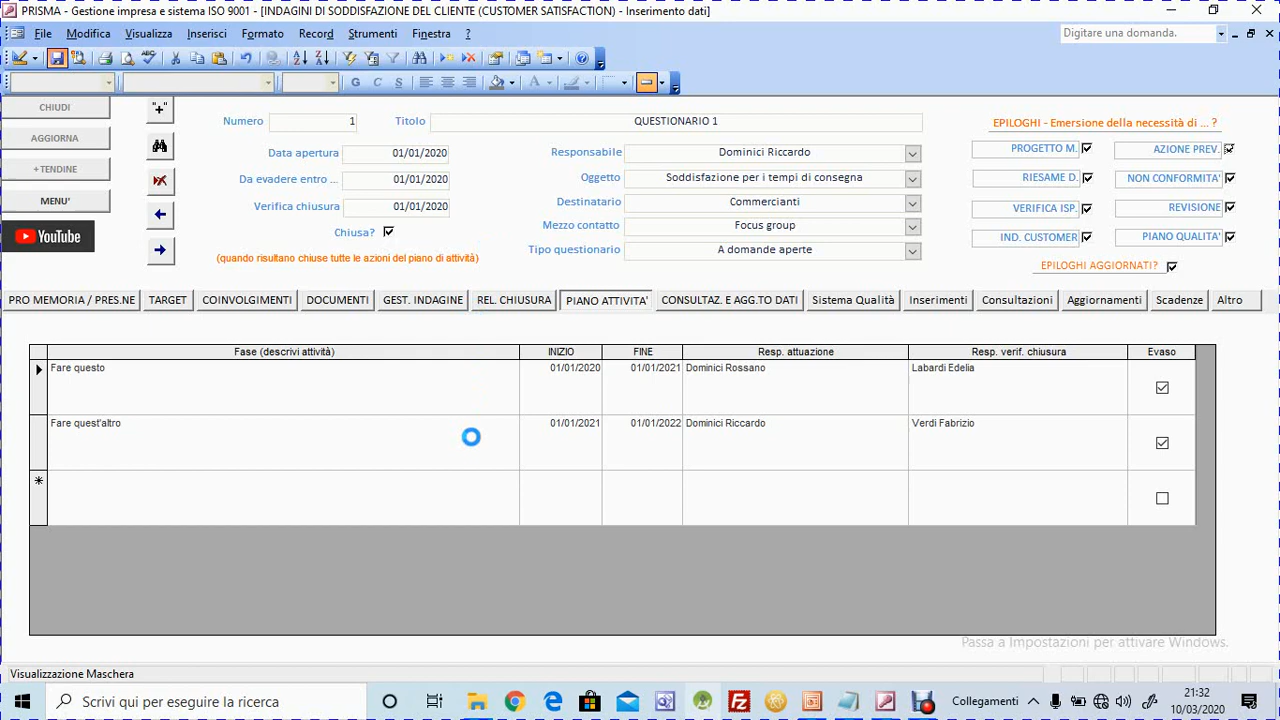 PRISMA - Gestione impresa e sistema ISO 9001 - [INDAGINI DI SODDISFAZIONE DEL CLIENTE (CUSTOMER SATISFACTION) - Inserimento dati]
File Modifica Visualizza Inserisci Formato Record Strumenti Finestra ? Digitare una domanda.
G C S A
CHIUDI
AGGIORNA
+ TENDINE
MENU'
YouTube
"+"
Numero 1 Titolo QUESTIONARIO 1
Data apertura 01/01/2020
Da evadere entro ... 01/01/2020
Verifica chiusura 01/01/2020
Chiusa?
(quando risultano chiuse tutte le azioni del piano di attività)
Responsabile Dominici Riccardo
Oggetto Soddisfazione per i tempi di consegna
Destinatario Commercianti
Mezzo contatto Focus group
Tipo questionario A domande aperte
EPILOGHI - Emersione della necessità di ... ?
PROGETTO M. AZIONE PREV.
RIESAME D. NON CONFORMITA'
VERIFICA ISP. REVISIONE
IND. CUSTOMER PIANO QUALITA'
EPILOGHI AGGIORNATI?
PRO MEMORIA / PRES.NE TARGET COINVOLGIMENTI DOCUMENTI GEST. INDAGINE REL. CHIUSURA PIANO ATTIVITA' CONSULTAZ. E AGG.TO DATI Sistema Qualità Inserimenti Consultazioni Aggiornamenti Scadenze Altro
Fase (descrivi attività) INIZIO FINE Resp. attuazione Resp. verif. chiusura Evaso
Fare questo 01/01/2020 01/01/2021 Dominici Rossano Labardi Edelia
Fare quest'altro 01/01/2021 01/01/2022 Dominici Riccardo Verdi Fabrizio
Passa a Impostazioni per attivare Windows.
Visualizzazione Maschera
Scrivi qui per eseguire la ricerca
Collegamenti
21:32
10/03/2020